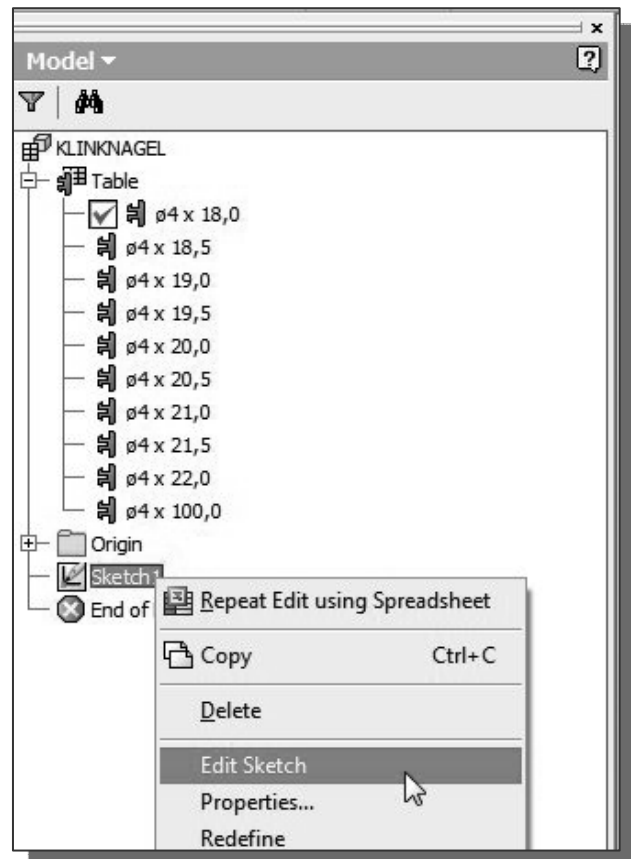 Model
KLINKNAGEL
Table
ø4 x 18,0
ø4 x 18,5
ø4 x 19,0
ø4 x 19,5
ø4 x 20,0
ø4 x 20,5
ø4 x 21,0
ø4 x 21,5
ø4 x 22,0
ø4 x 100,0
Origin
Sketch1
End of
Repeat Edit using Spreadsheet
Copy Ctrl+C
Delete
Edit Sketch
Properties...
Redefine